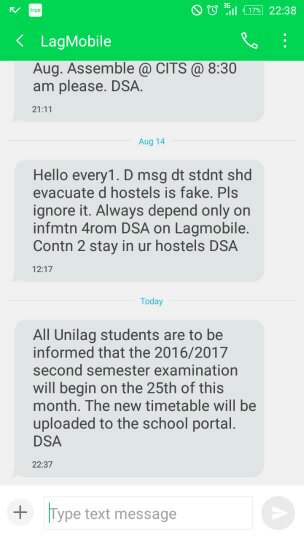 true
3G
17%
22:38
LagMobile
Aug. Assemble @ CITS @ 8:30
am please. DSA.
21:11
Aug 14
Hello every1. D msg dt stdnt shd
evacuate d hostels is fake. Pls
ignore it. Always depend only on
infmtn 4rom DSA on Lagmobile.
Contn 2 stay in ur hostels DSA
12:17
Today
All Unilag students are to be
informed that the 2016/2017
second semester examination
will begin on the 25th of this
month. The new timetable will be
uploaded to the school portal.
DSA
22:37
Type text message